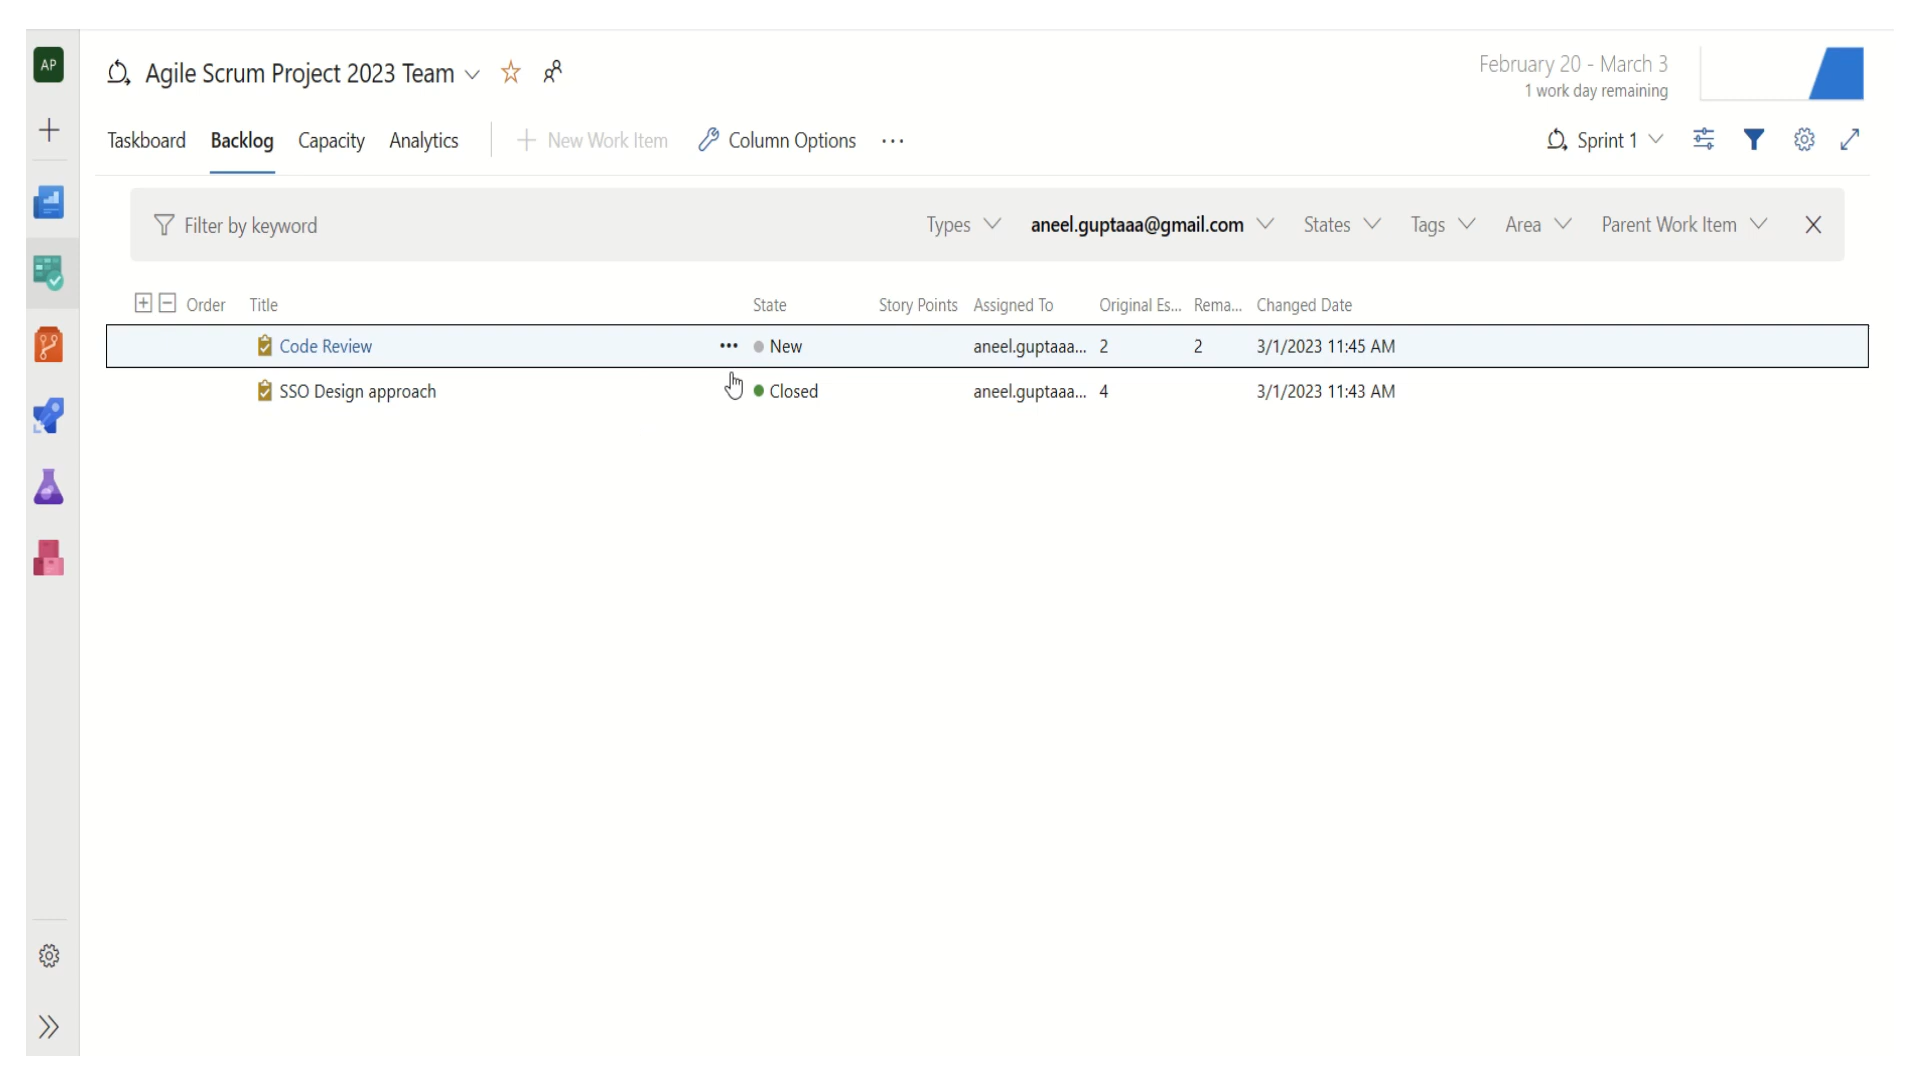 AP
Agile Scrum Project 2023 Team
February 20 - March 3
1 work day remaining
Taskboard Backlog Capacity Analytics New Work Item Column Options ... Sprint 1
Filter by keyword Types aneel.guptaaa@gmail.com States Tags Area Parent Work Item
Order Title State Story Points Assigned To Original Es... Rema... Changed Date
Code Review ... New aneel.guptaaa... 2 2 3/1/2023 11:45 AM
SSO Design approach Closed aneel.guptaaa... 4 3/1/2023 11:43 AM